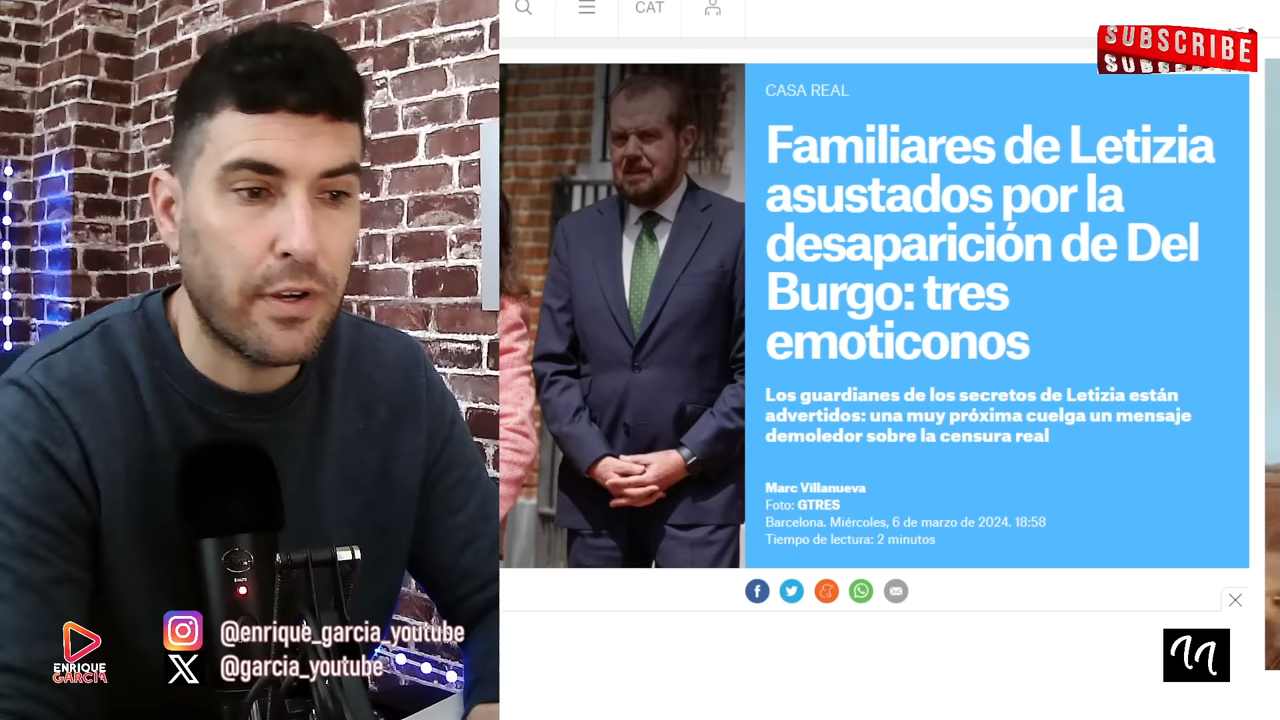 CAT
SUBSCRIBE
CASA REAL
Familiares de Letizia
asustados por la
desaparición de Del
Burgo: tres
emoticonos
Los guardianes de los secretos de Letizia están
advertidos: una muy próxima cuelga un mensaje
demoledor sobre la censura real
Marc Villanueva
Foto: GTRES
Barcelona. Miércoles, 6 de marzo de 2024. 18:58
Tiempo de lectura: 2 minutos
@enrique_garcia_youtube
@garcia_youtube
ENRIQUE
GARCIA